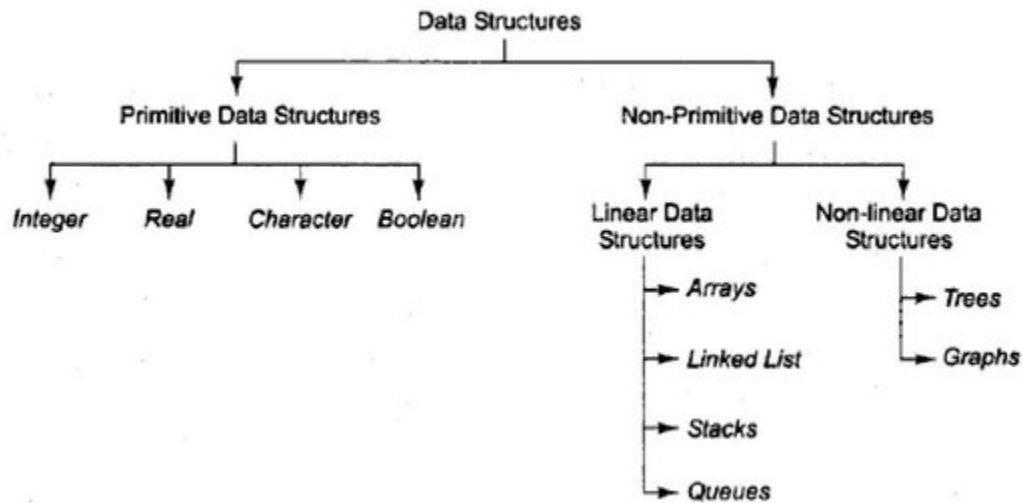 Data Structures
Primitive Data Structures
Non-Primitive Data Structures
Integer
Real
Character
Boolean
Linear Data
Structures
Non-linear Data
Structures
Arrays
Linked List
Stacks
Queues
Trees
Graphs